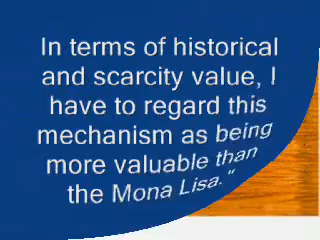 In terms of historical
and scarcity value, I
have to regard this
mechanism as being
more valuable than
the Mona Lisa."